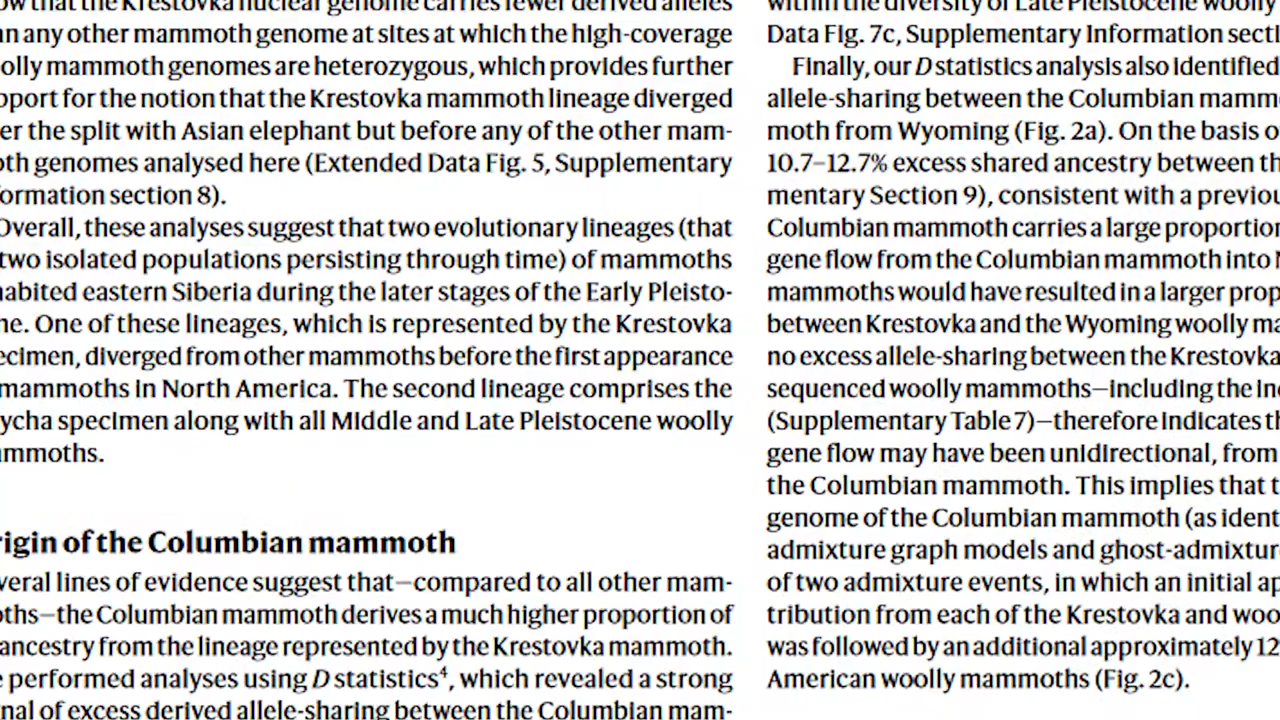 ow that the Krestovka nuclear genome carries fewer derived alleles
an any other mammoth genome at sites at which the high-coverage
olly mammoth genomes are heterozygous, which provides further
pport for the notion that the Krestovka mammoth lineage diverged
er the split with Asian elephant but before any of the other mam-
oth genomes analysed here (Extended Data Fig. 5, Supplementary
formation section 8).
Overall, these analyses suggest that two evolutionary lineages (that
two isolated populations persisting through time) of mammoths
habited eastern Siberia during the later stages of the Early Pleisto-
ne. One of these lineages, which is represented by the Krestovka
ecimen, diverged from other mammoths before the first appearance
mammoths in North America. The second lineage comprises the
ycha specimen along with all Middle and Late Pleistocene woolly
ammoths.
rigin of the Columbian mammoth
veral lines of evidence suggest that—compared to all other mam-
oths—the Columbian mammoth derives a much higher proportion of
ancestry from the lineage represented by the Krestovka mammoth.
e performed analyses using D statistics4, which revealed a strong
nal of excess derived allele-sharing between the Columbian mam-
within the diversity of Late Pleistocene woolly
Data Fig. 7c, Supplementary Information secti
Finally, our D statistics analysis also identified
allele-sharing between the Columbian mamm
moth from Wyoming (Fig. 2a). On the basis o
10.7–12.7% excess shared ancestry between th
mentary Section 9), consistent with a previou
Columbian mammoth carries a large proportion
gene flow from the Columbian mammoth into N
mammoths would have resulted in a larger prop
between Krestovka and the Wyoming woolly ma
no excess allele-sharing between the Krestovka
sequenced woolly mammoths—including the in
(Supplementary Table 7)—therefore indicates th
gene flow may have been unidirectional, from
the Columbian mammoth. This implies that t
genome of the Columbian mammoth (as ident
admixture graph models and ghost-admixtur
of two admixture events, in which an initial ap
tribution from each of the Krestovka and woo
was followed by an additional approximately 12
American woolly mammoths (Fig. 2c).